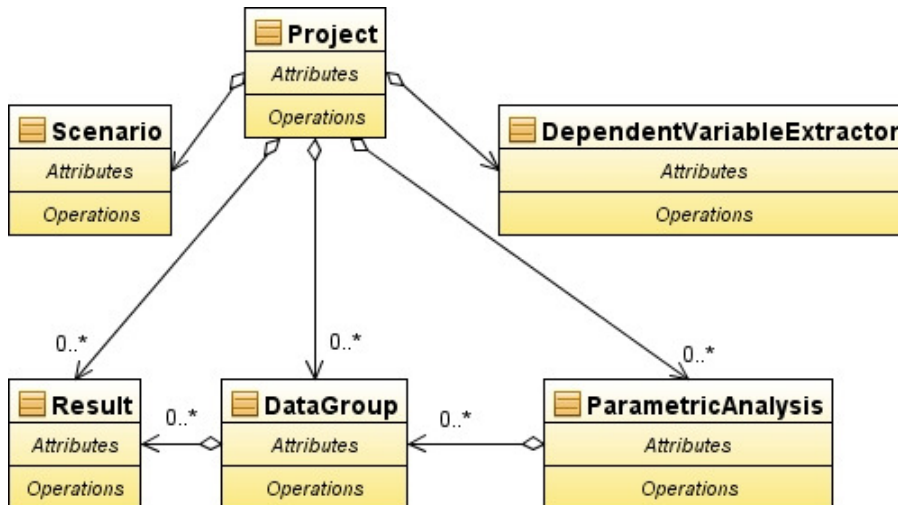 Project
Attributes
Operations
Scenario
Attributes
Operations
DependentVariableExtractor
Attributes
Operations
0..*
0..*
0..*
Result
Attributes
Operations
0..*
DataGroup
Attributes
Operations
0..*
ParametricAnalysis
Attributes
Operations